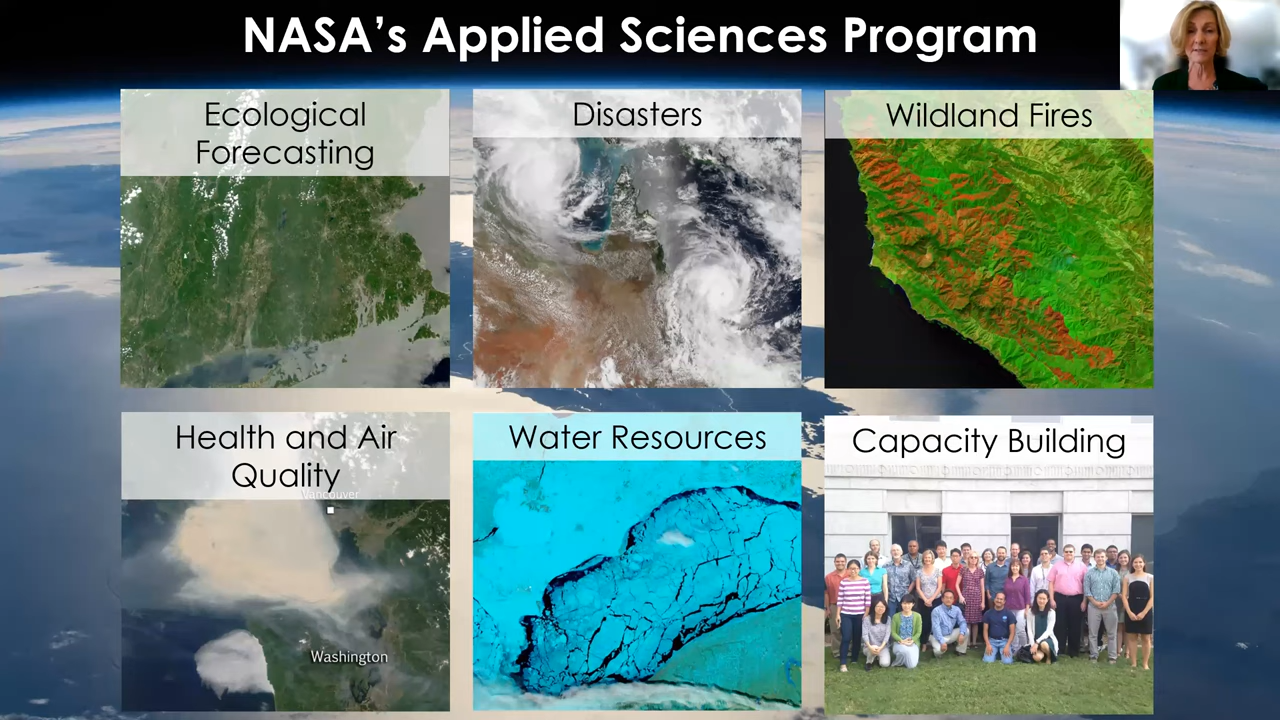 NASA's Applied Sciences Program
Ecological
Forecasting
Disasters
Wildland Fires
Health and Air
Quality
Vancouver
Washington
Water Resources
Capacity Building